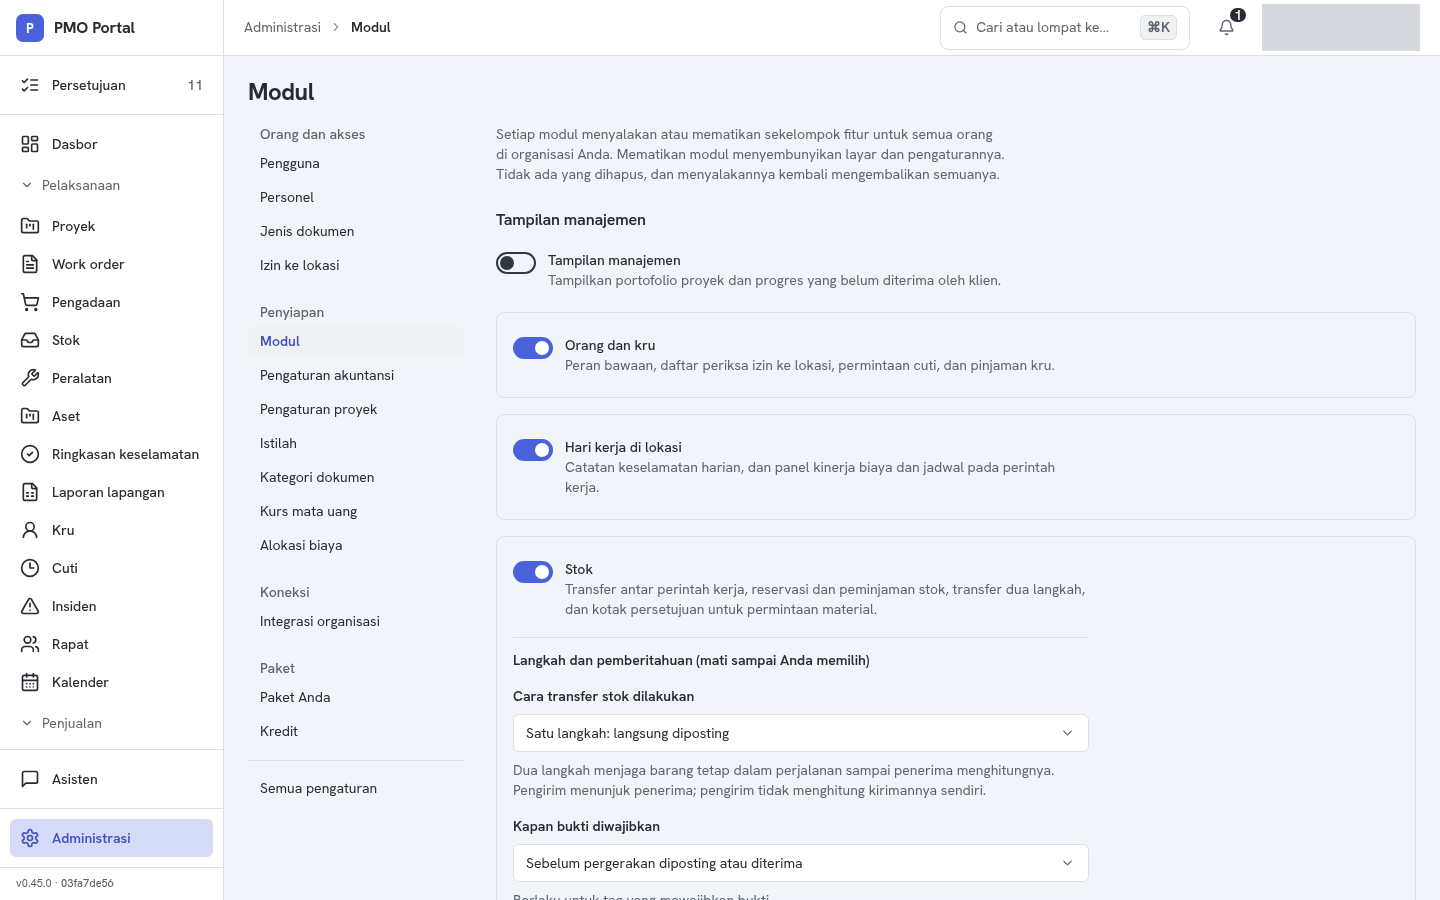 P PMO Portal
Administrasi > Modul
Cari atau lompat ke... ⌘K
1
Persetujuan 11
Dasbor
Pelaksanaan
Proyek
Work order
Pengadaan
Stok
Peralatan
Aset
Ringkasan keselamatan
Laporan lapangan
Kru
Cuti
Insiden
Rapat
Kalender
Penjualan
Asisten
Administrasi
v0.45.0 · 03fa7de56
Modul
Orang dan akses
Pengguna
Personel
Jenis dokumen
Izin ke lokasi
Penyiapan
Modul
Pengaturan akuntansi
Pengaturan proyek
Istilah
Kategori dokumen
Kurs mata uang
Alokasi biaya
Koneksi
Integrasi organisasi
Paket
Paket Anda
Kredit
Semua pengaturan
Setiap modul menyalakan atau mematikan sekelompok fitur untuk semua orang
di organisasi Anda. Mematikan modul menyembunyikan layar dan pengaturannya.
Tidak ada yang dihapus, dan menyalakannya kembali mengembalikan semuanya.
Tampilan manajemen
Tampilan manajemen
Tampilkan portofolio proyek dan progres yang belum diterima oleh klien.
Orang dan kru
Peran bawaan, daftar periksa izin ke lokasi, permintaan cuti, dan pinjaman kru.
Hari kerja di lokasi
Catatan keselamatan harian, dan panel kinerja biaya dan jadwal pada perintah
kerja.
Stok
Transfer antar perintah kerja, reservasi dan peminjaman stok, transfer dua langkah,
dan kotak persetujuan untuk permintaan material.
Langkah dan pemberitahuan (mati sampai Anda memilih)
Cara transfer stok dilakukan
Satu langkah: langsung diposting
Dua langkah menjaga barang tetap dalam perjalanan sampai penerima menghitungnya.
Pengirim menunjuk penerima; pengirim tidak menghitung kirimannya sendiri.
Kapan bukti diwajibkan
Sebelum pergerakan diposting atau diterima
Berlaku untuk tag yang mewajibkan bukti.